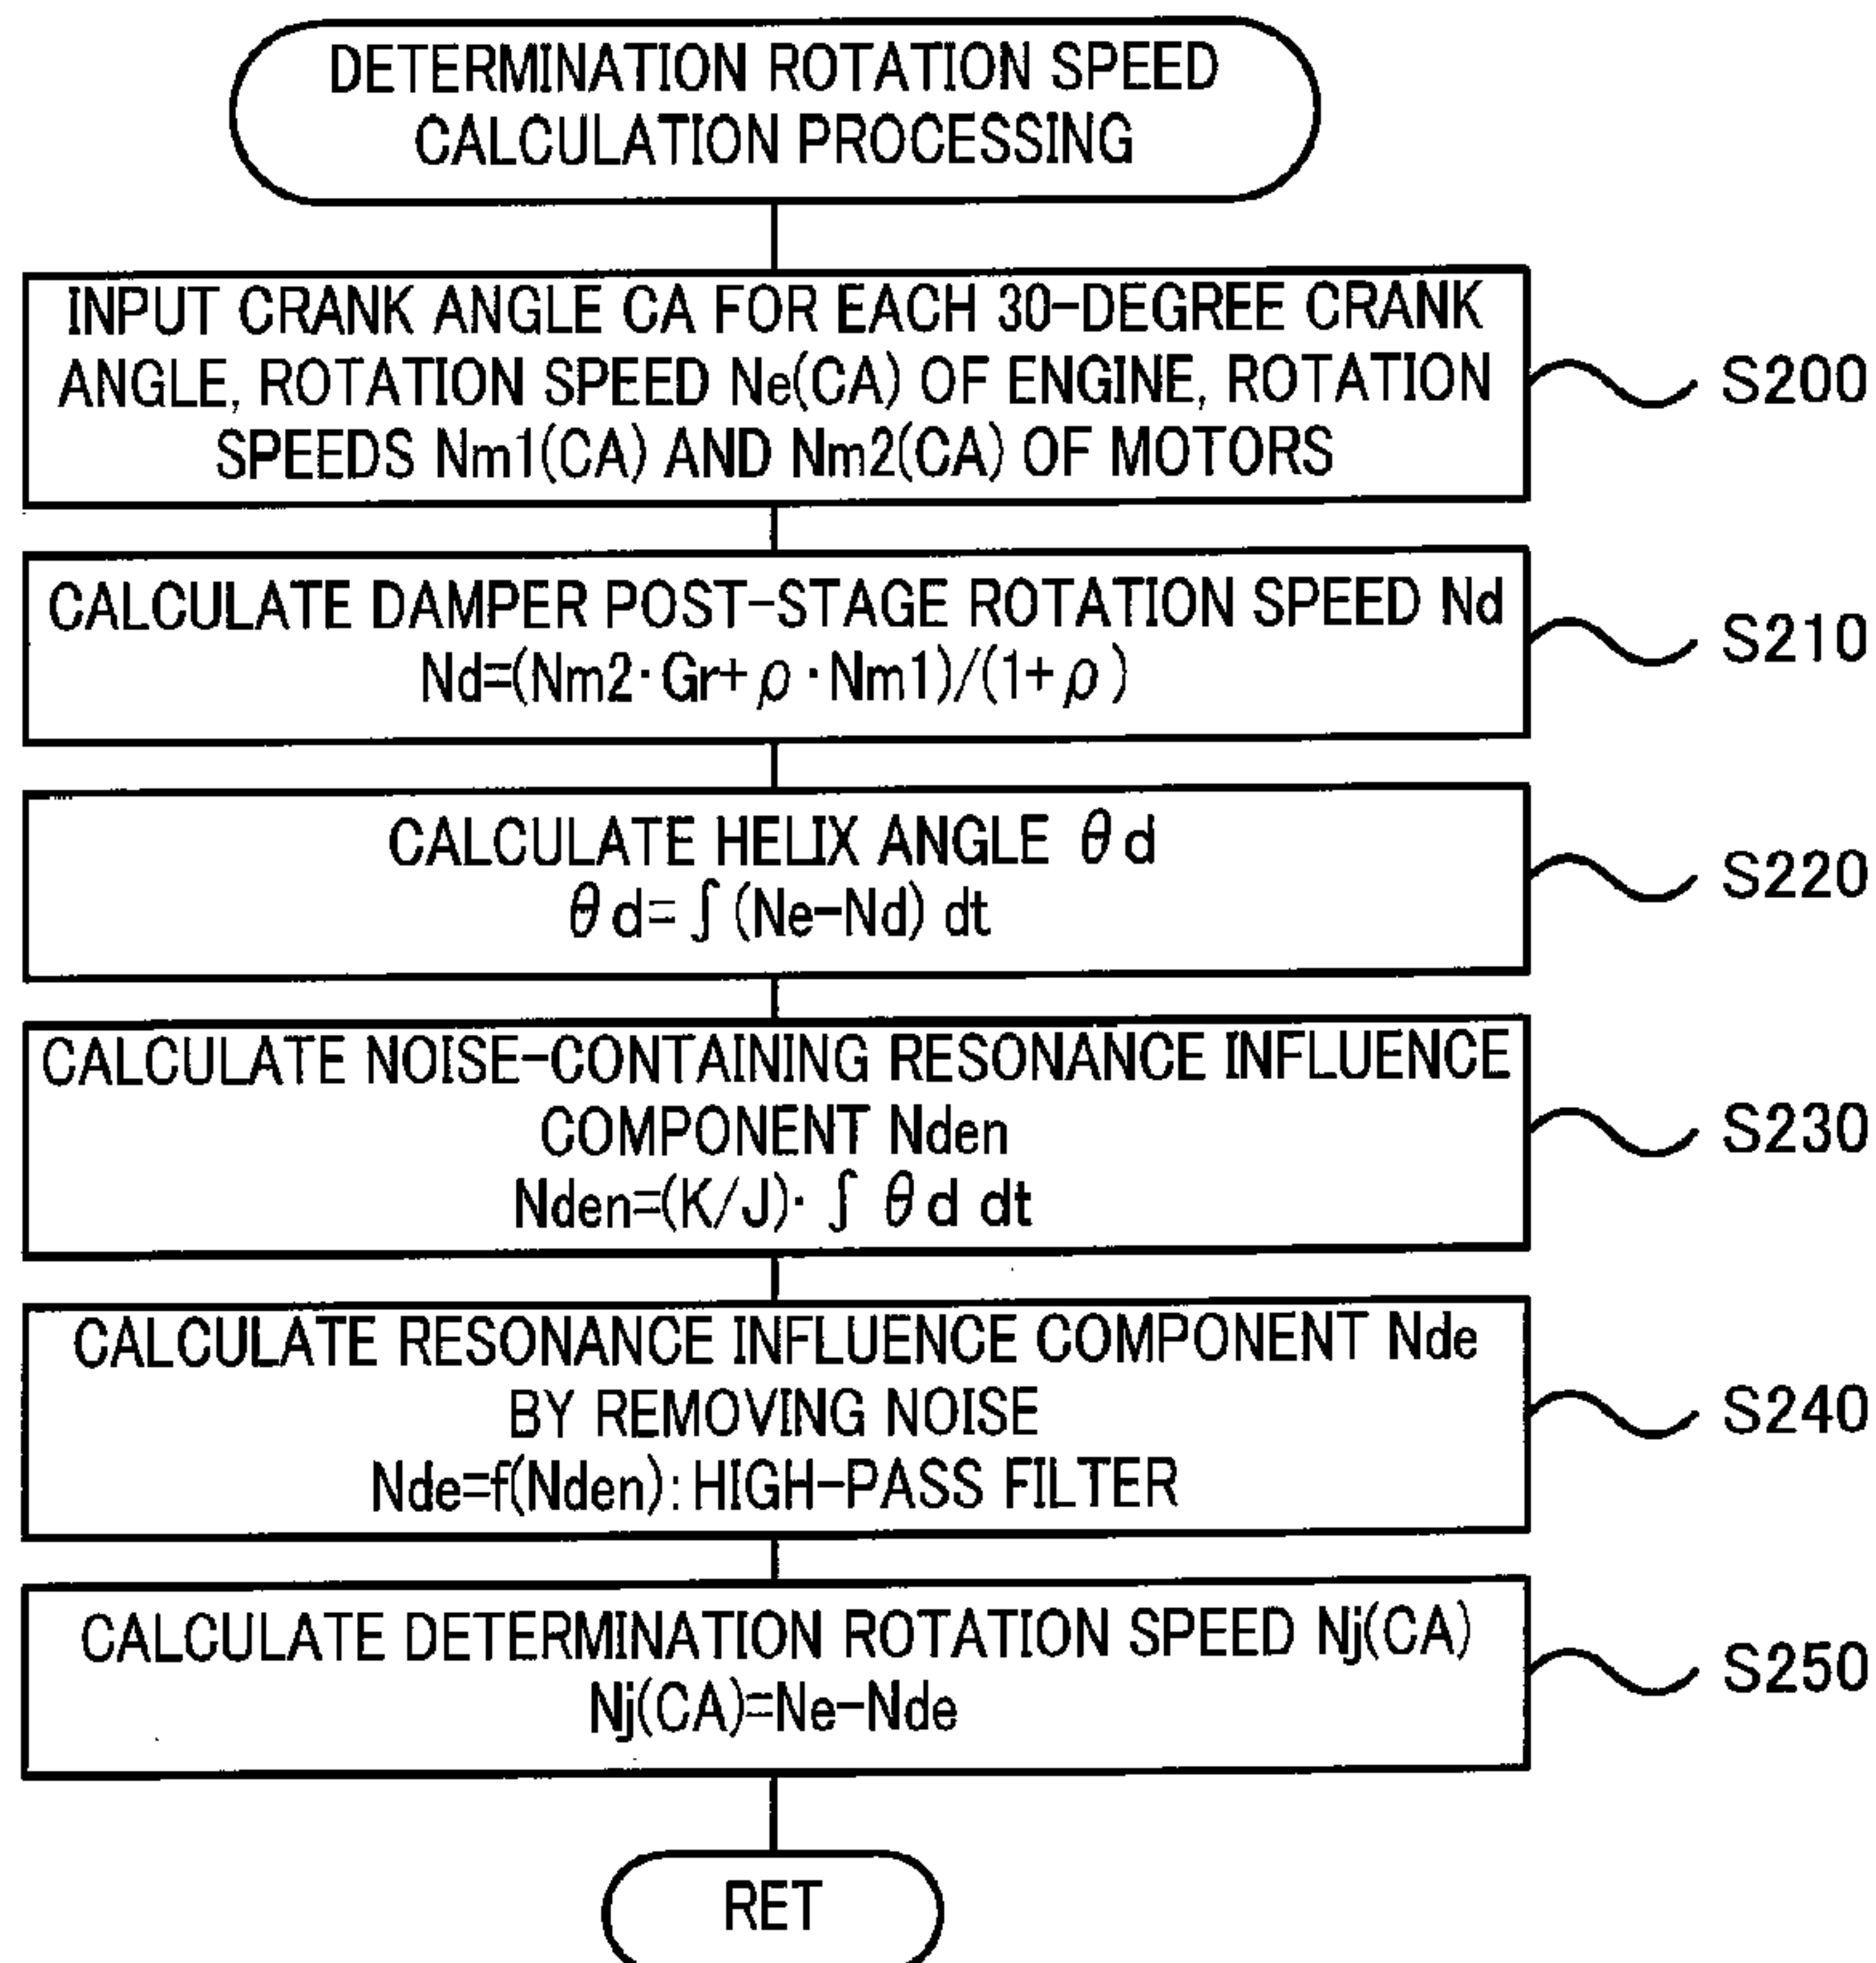 DETERMINATION ROTATION SPEED
CALCULATION PROCESSING
INPUT CRANK ANGLE CA FOR EACH 30-DEGREE CRANK
ANGLE, ROTATION SPEED Ne(CA) OF ENGINE, ROTATION
SPEEDS Nm1(CA) AND Nm2(CA) OF MOTORS
S200
CALCULATE DAMPER POST-STAGE ROTATION SPEED Nd
Nd=(Nm2·Gr+ρ·Nm1)/(1+ρ)
S210
CALCULATE HELIX ANGLE θd
θd=∫(Ne-Nd) dt
S220
CALCULATE NOISE-CONTAINING RESONANCE INFLUENCE
COMPONENT Nden
Nden=(K/J)·∫ θd dt
S230
CALCULATE RESONANCE INFLUENCE COMPONENT Nde
BY REMOVING NOISE
Nde=f(Nden):HIGH-PASS FILTER
S240
CALCULATE DETERMINATION ROTATION SPEED Nj(CA)
Nj(CA)=Ne-Nde
S250
RET